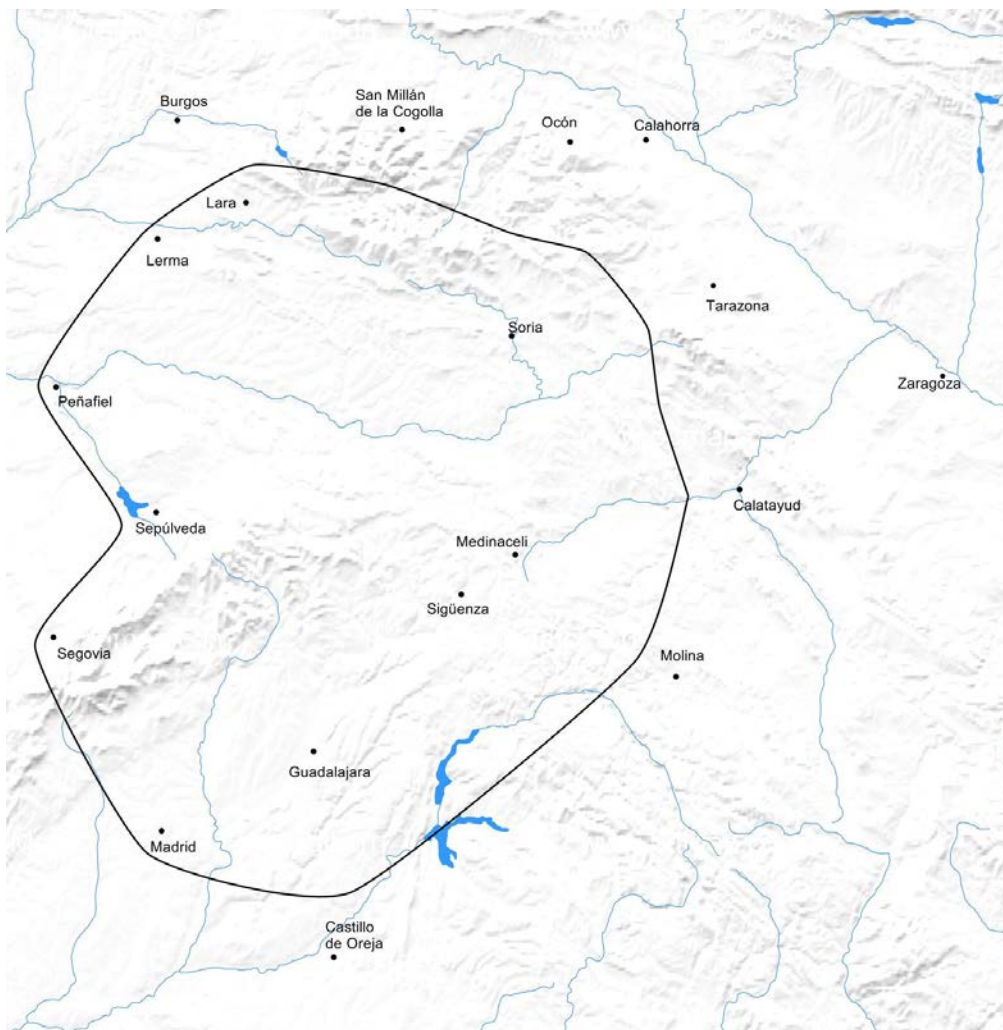 Burgos
San Millán
de la Cogolla
Ocón
Calahorra
Lara
Lerma
Tarazona
Soria
Zaragoza
Peñafiel
Calatayud
Sepúlveda
Medinaceli
Sigüenza
Segovia
Molina
Guadalajara
Madrid
Castillo
de Oreja